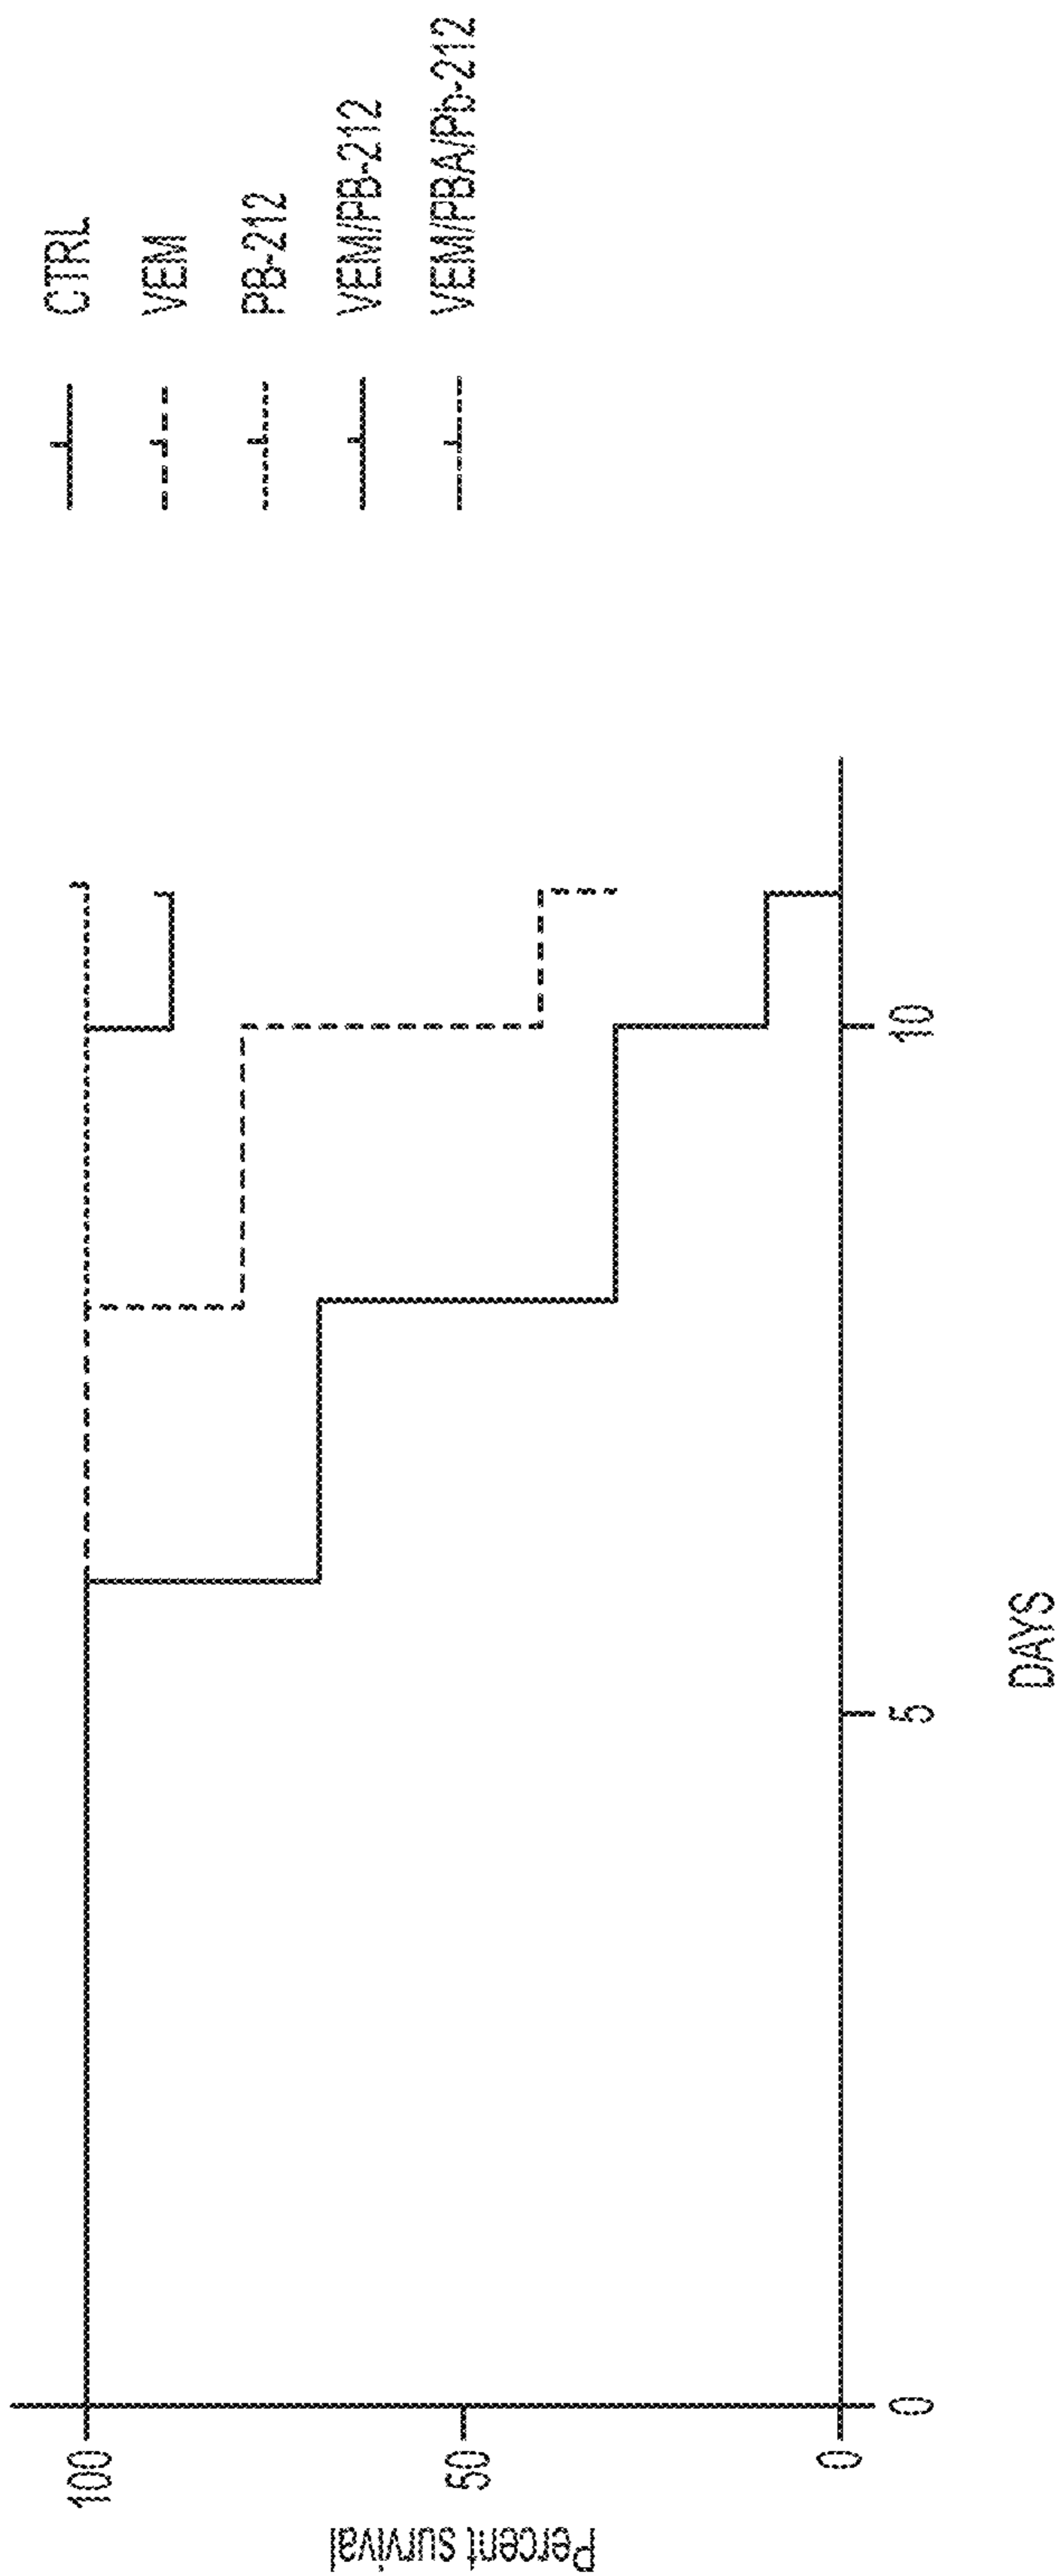 CTRL
VEM
PB-212
VEM/PB-212
VEM/PBA/Pb-212
Percent survival
100
50
0
0
5
10
DAYS